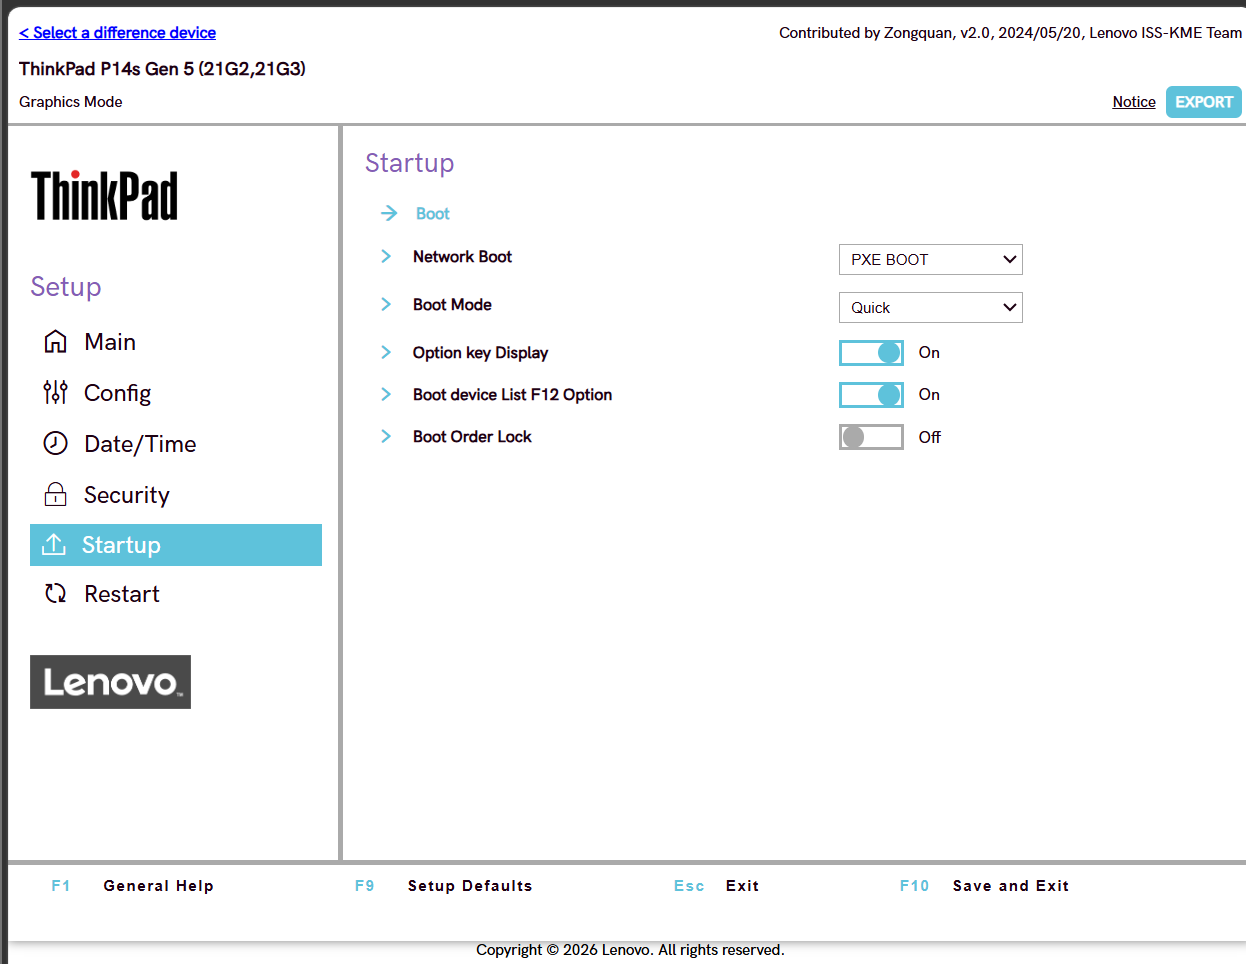 < Select a difference device
Contributed by Zongquan, v2.0, 2024/05/20, Lenovo ISS-KME Team
ThinkPad P14s Gen 5 (21G2,21G3)
Graphics Mode
Notice
EXPORT
ThinkPad
Setup
Main
Config
Date/Time
Security
Startup
Restart
Lenovo™
Startup
Boot
Network Boot PXE BOOT
Boot Mode Quick
Option key Display On
Boot device List F12 Option On
Boot Order Lock Off
F1 General Help F9 Setup Defaults Esc Exit F10 Save and Exit
Copyright © 2026 Lenovo. All rights reserved.